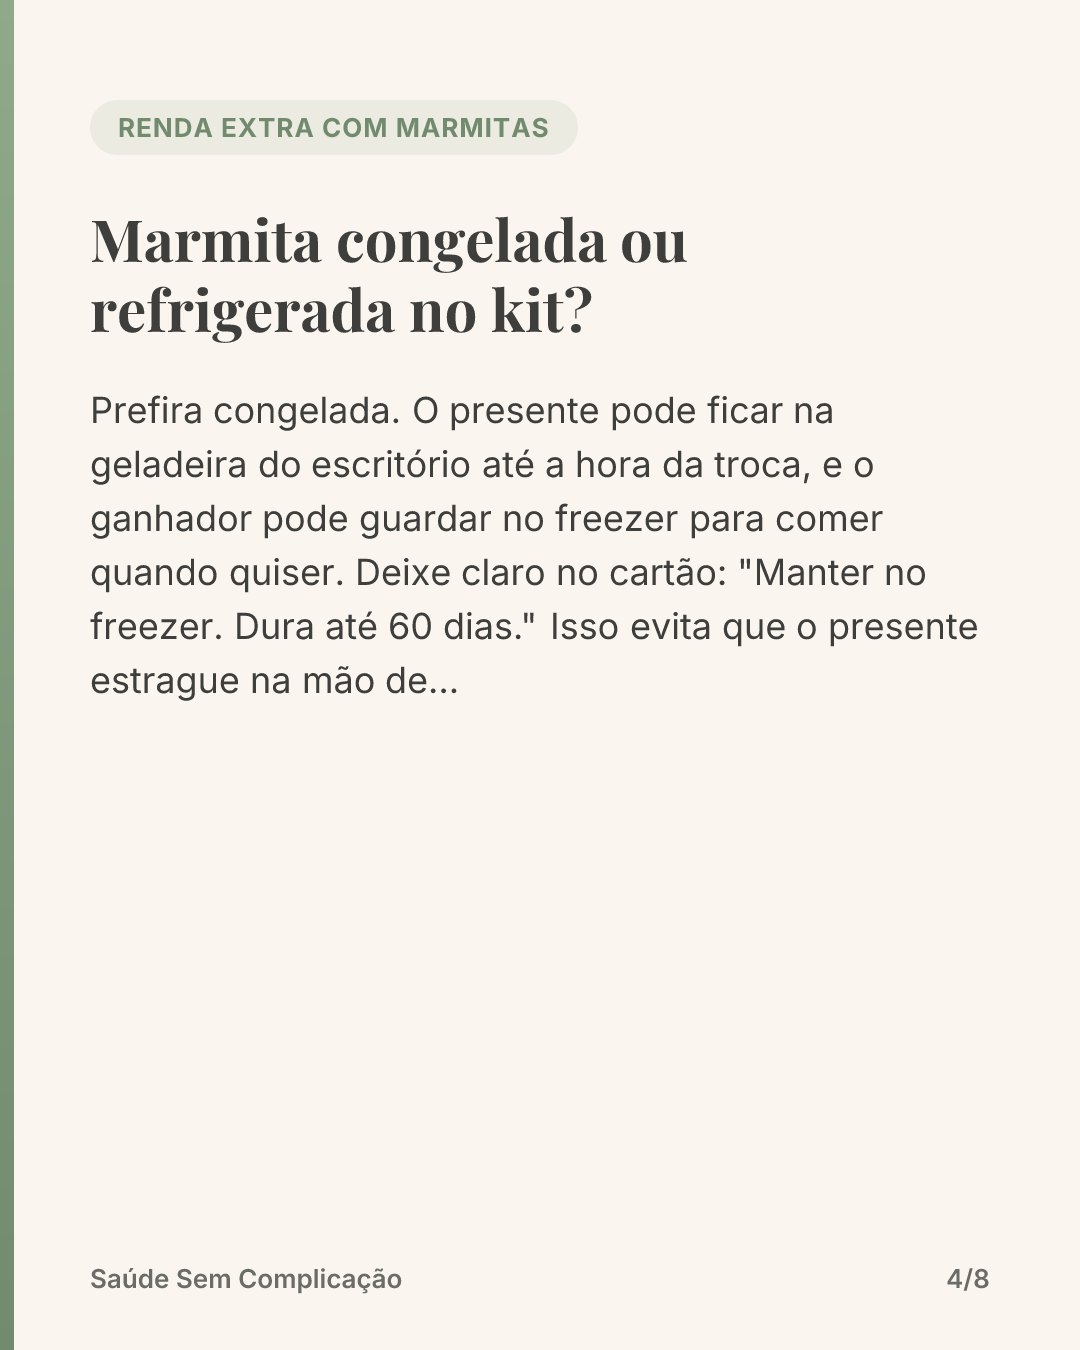 RENDA EXTRA COM MARMITAS
Marmita congelada ou
refrigerada no kit?
Prefira congelada. O presente pode ficar na
geladeira do escritório até a hora da troca, e o
ganhador pode guardar no freezer para comer
quando quiser. Deixe claro no cartão: "Manter no
freezer. Dura até 60 dias." Isso evita que o presente
estrague na mão de...
Saúde Sem Complicação
4/8